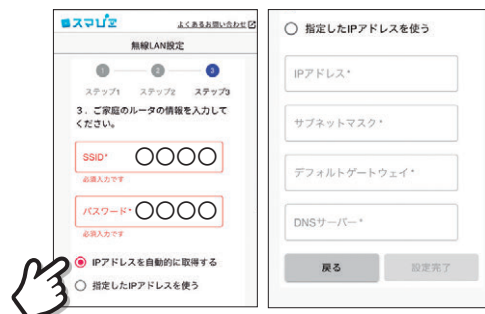 スマピア
よくあるお問い合わせ
無線LAN設定
1 2 3
ステップ1 ステップ2 ステップ3
3．ご家庭のルータの情報を入力して
ください。
SSID* ○○○○
必須入力です
パスワード* ○○○○
必須入力です
IPアドレスを自動的に取得する
指定したIPアドレスを使う
指定したIPアドレスを使う
IPアドレス*
サブネットマスク*
デフォルトゲートウェイ*
DNSサーバー*
戻る 設定完了